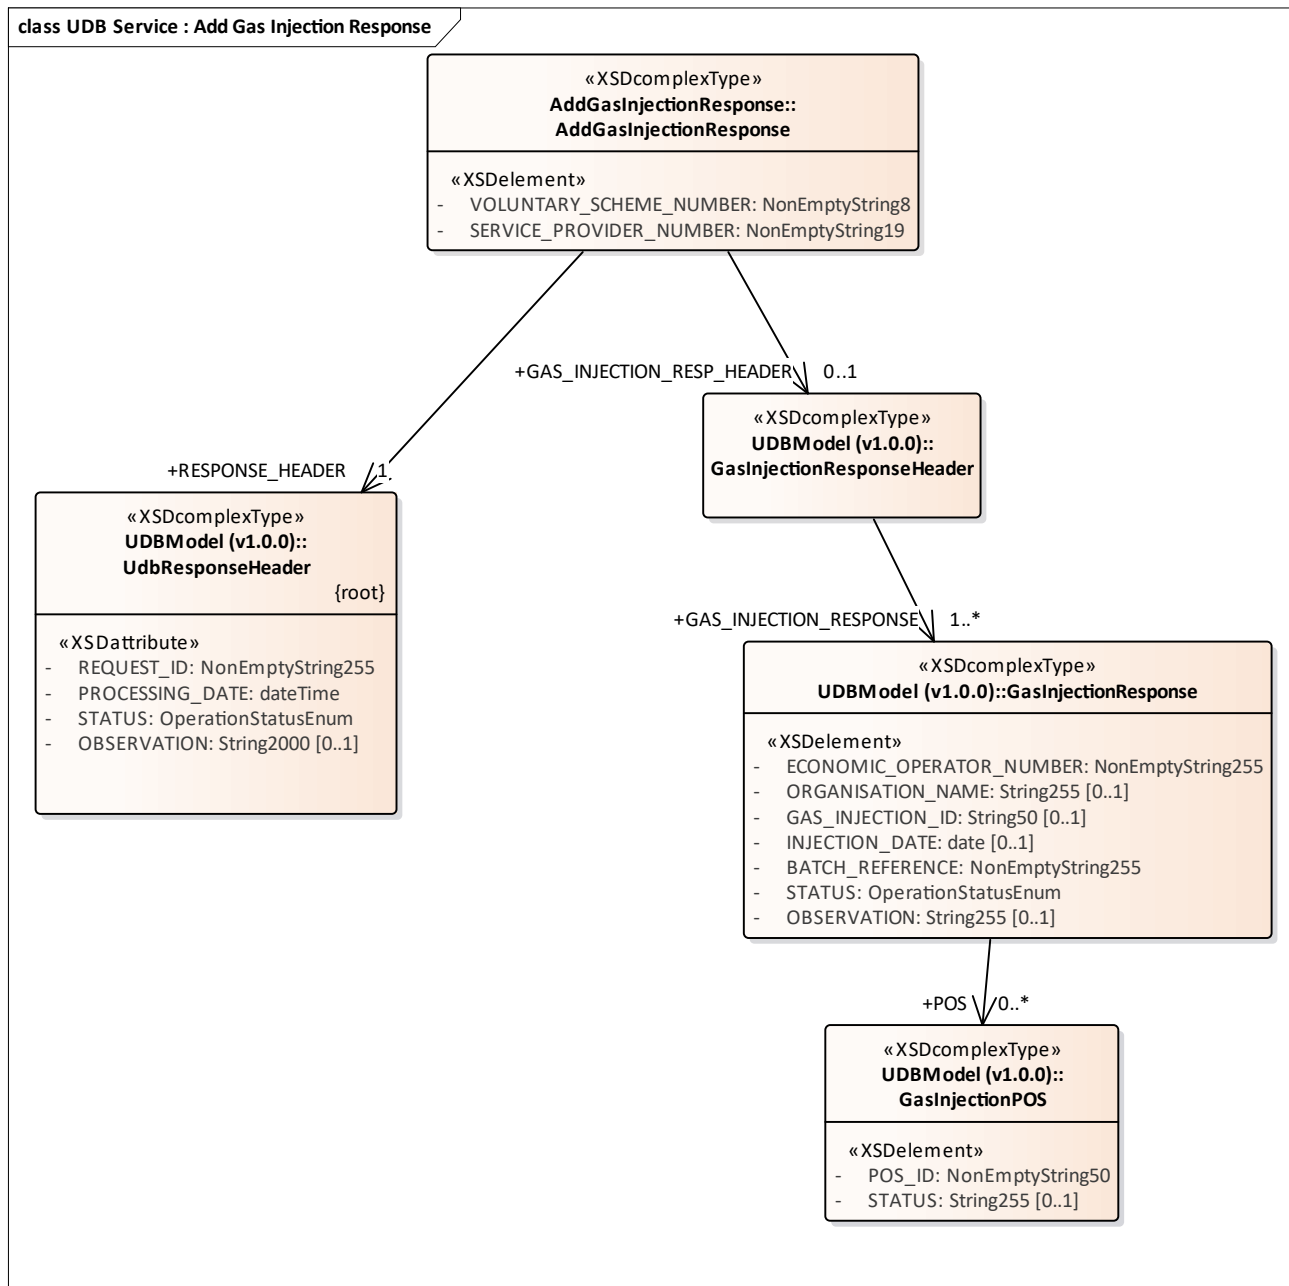 class UDB Service : Add Gas Injection Response
«XSDcomplexType»
AddGasInjectionResponse::
AddGasInjectionResponse
«XSDelement»
- VOLUNTARY_SCHEME_NUMBER: NonEmptyString8
- SERVICE_PROVIDER_NUMBER: NonEmptyString19
+GAS_INJECTION_RESP_HEADER 0..1
«XSDcomplexType»
UDBModel (v1.0.0)::
GasInjectionResponseHeader
+RESPONSE_HEADER 1
«XSDcomplexType»
UDBModel (v1.0.0)::
UdbResponseHeader
{root}
«XSDattribute»
- REQUEST_ID: NonEmptyString255
- PROCESSING_DATE: dateTime
- STATUS: OperationStatusEnum
- OBSERVATION: String2000 [0..1]
+GAS_INJECTION_RESPONSE 1..*
«XSDcomplexType»
UDBModel (v1.0.0)::GasInjectionResponse
«XSDelement»
- ECONOMIC_OPERATOR_NUMBER: NonEmptyString255
- ORGANISATION_NAME: String255 [0..1]
- GAS_INJECTION_ID: String50 [0..1]
- INJECTION_DATE: date [0..1]
- BATCH_REFERENCE: NonEmptyString255
- STATUS: OperationStatusEnum
- OBSERVATION: String255 [0..1]
+POS 0..*
«XSDcomplexType»
UDBModel (v1.0.0)::
GasInjectionPOS
«XSDelement»
- POS_ID: NonEmptyString50
- STATUS: String255 [0..1]